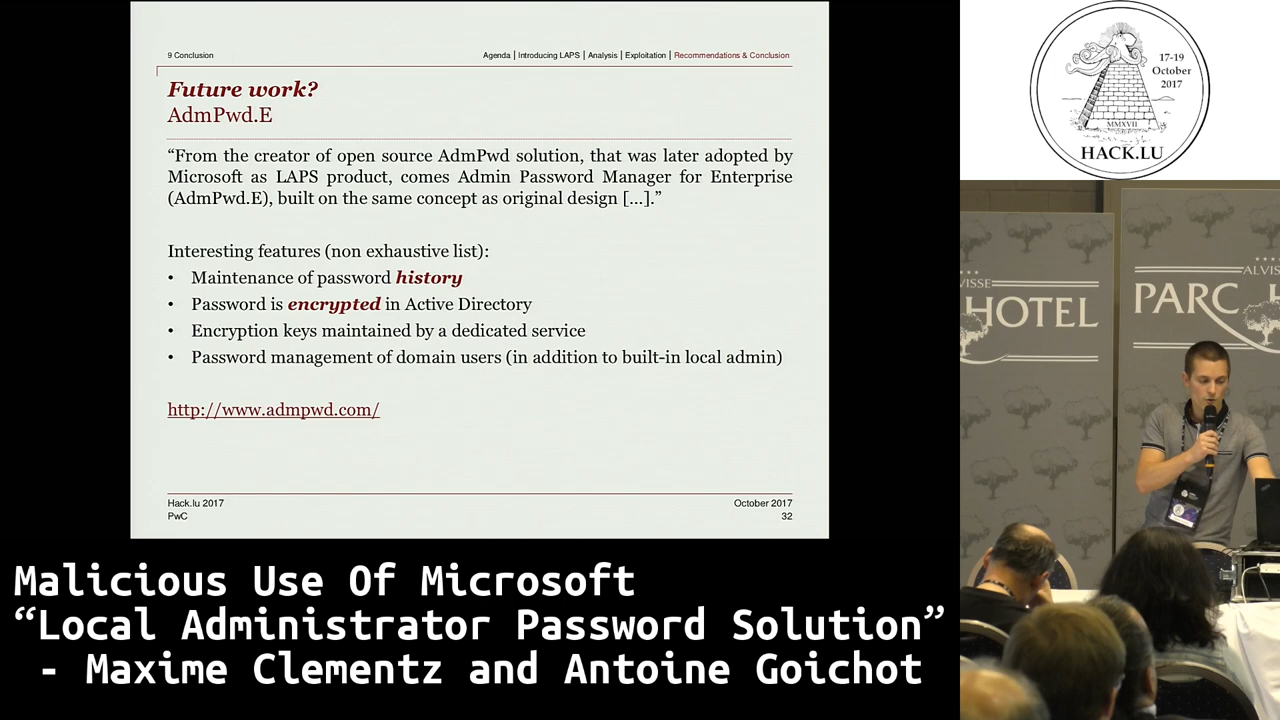 9 Conclusion
Agenda | Introducing LAPS | Analysis | Exploitation | Recommendations & Conclusion
Future work?
AdmPwd.E
“From the creator of open source AdmPwd solution, that was later adopted by
Microsoft as LAPS product, comes Admin Password Manager for Enterprise
(AdmPwd.E), built on the same concept as original design [...].”
Interesting features (non exhaustive list):
• Maintenance of password history
• Password is encrypted in Active Directory
• Encryption keys maintained by a dedicated service
• Password management of domain users (in addition to built-in local admin)
http://www.admpwd.com/
Hack.lu 2017
October 2017
PwC
32
17-19
October
2017
MMXVII
HACK.LU
VISSE
HOTEL
ALVISSE
PARC H
Malicious Use Of Microsoft
“Local Administrator Password Solution”
- Maxime Clementz and Antoine Goichot